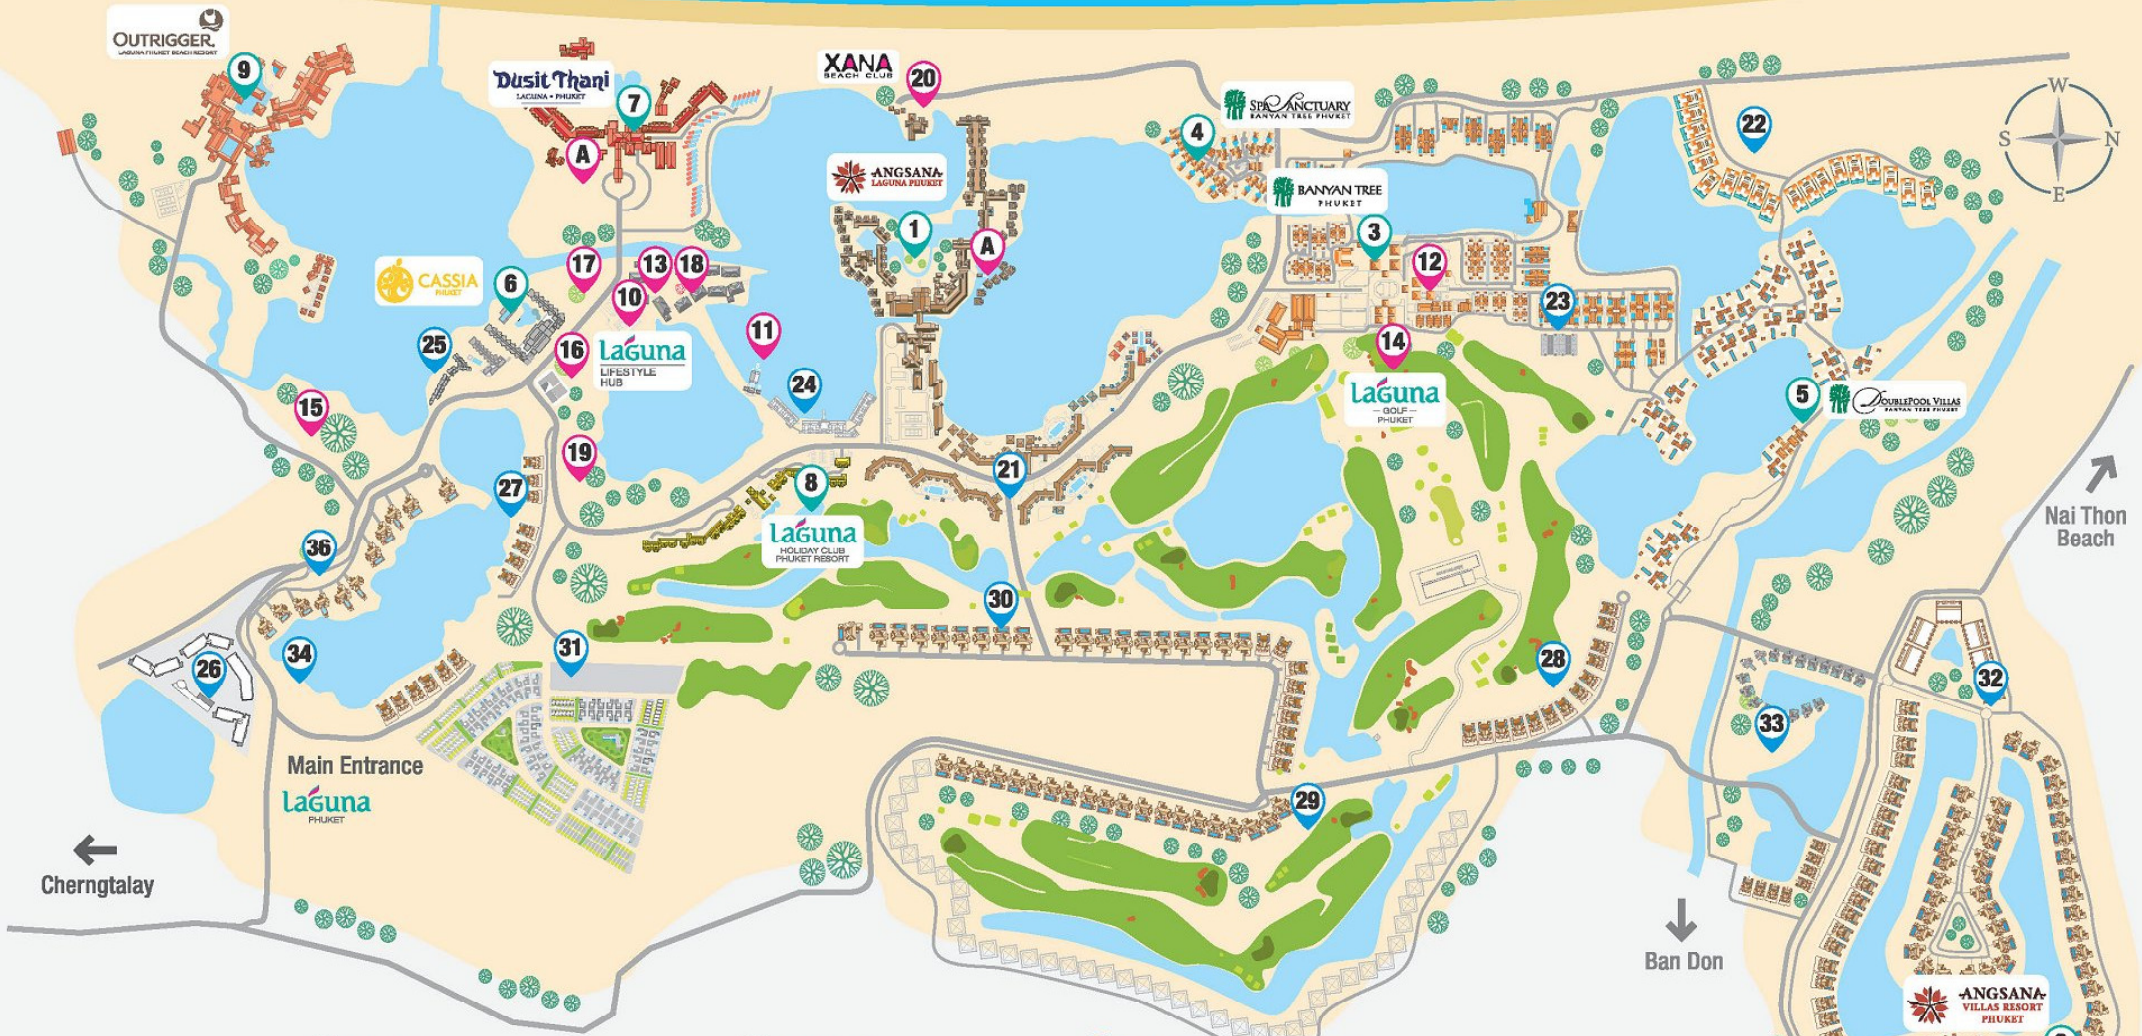 OUTRIGGER
LAGUNA PHUKET BEACH RESORT
9
Dusit Thani
LAGUNA • PHUKET
7
A
XANA
BEACH CLUB
20
SPA SANCTUARY
BANYAN TREE PHUKET
4
22
W
S
N
E
ANGSANA
LAGUNA PHUKET
1
A
BANYAN TREE
PHUKET
3
12
23
CASSIA
PHUKET
6
17
13
18
10
25
16
Laguna
LIFESTYLE
HUB
11
24
14
Laguna
GOLF
PHUKET
5
DOUBLEPOOL VILLAS
BANYAN TREE PHUKET
15
19
27
8
Laguna
HOLIDAY CLUB
PHUKET RESORT
21
Nai Thon
Beach
36
30
34
31
26
28
32
33
Main Entrance
Laguna
PHUKET
29
Cherngtalay
Ban Don
ANGSANA
VILLAS RESORT
PHUKET